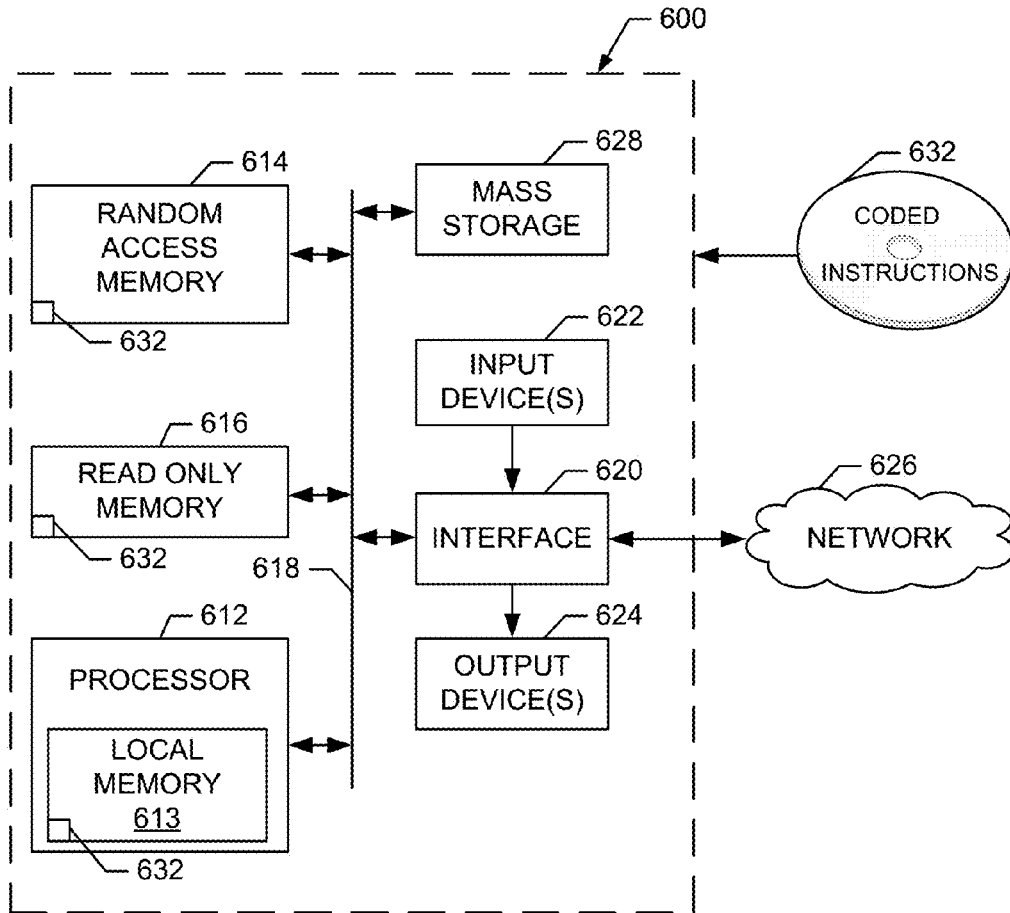 600
614
RANDOM
ACCESS
MEMORY
632
628
MASS
STORAGE
632
CODED
INSTRUCTIONS
622
INPUT
DEVICE(S)
616
READ ONLY
MEMORY
632
620
INTERFACE
626
NETWORK
618
612
PROCESSOR
LOCAL
MEMORY
613
632
624
OUTPUT
DEVICE(S)